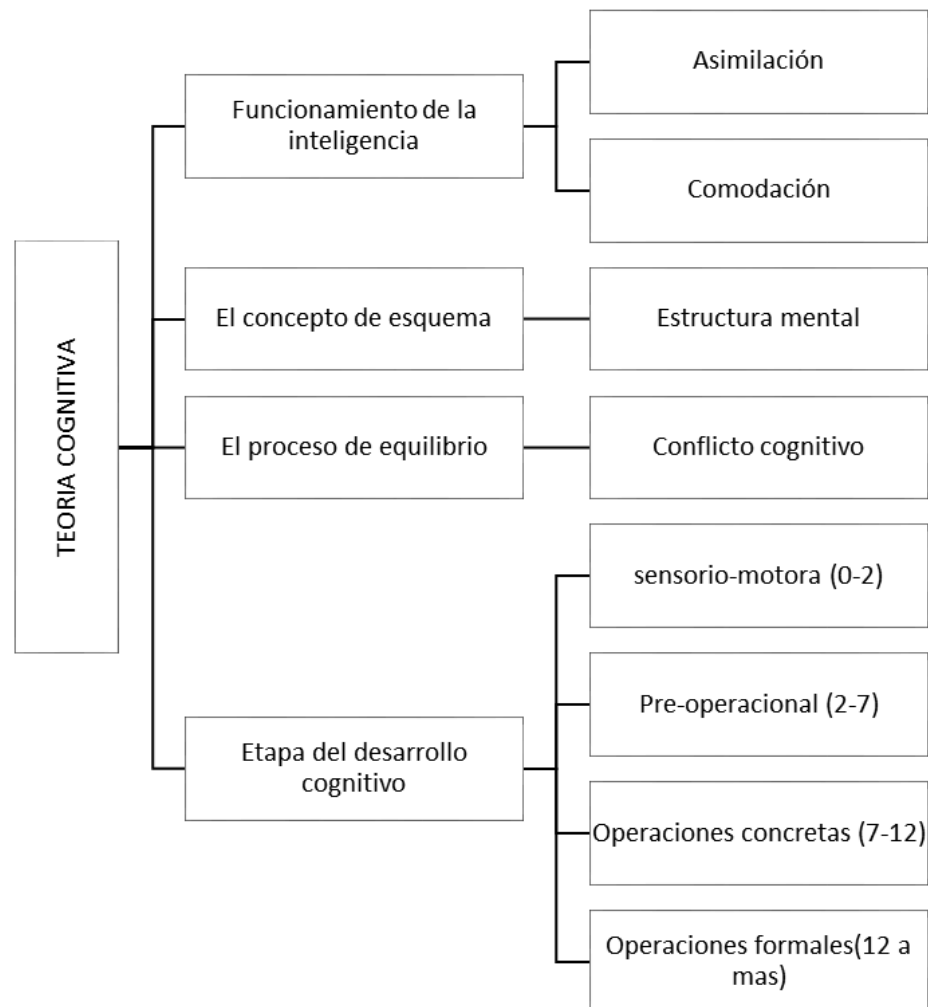 TEORIA COGNITIVA
Funcionamiento de la
inteligencia
Asimilación
Comodación
El concepto de esquema
Estructura mental
El proceso de equilibrio
Conflicto cognitivo
Etapa del desarrollo
cognitivo
sensorio-motora (0-2)
Pre-operacional (2-7)
Operaciones concretas (7-12)
Operaciones formales(12 a
mas)